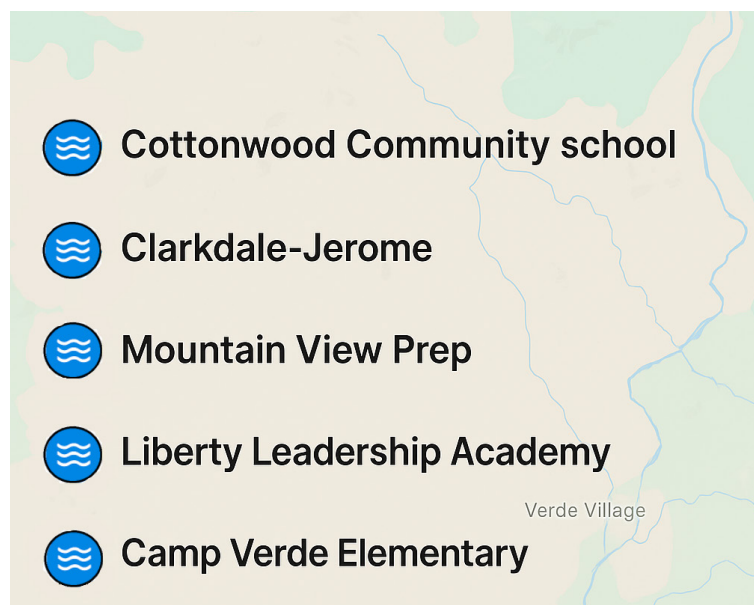 Cottonwood Community school
Clarkdale-Jerome
Mountain View Prep
Liberty Leadership Academy
Verde Village
Camp Verde Elementary